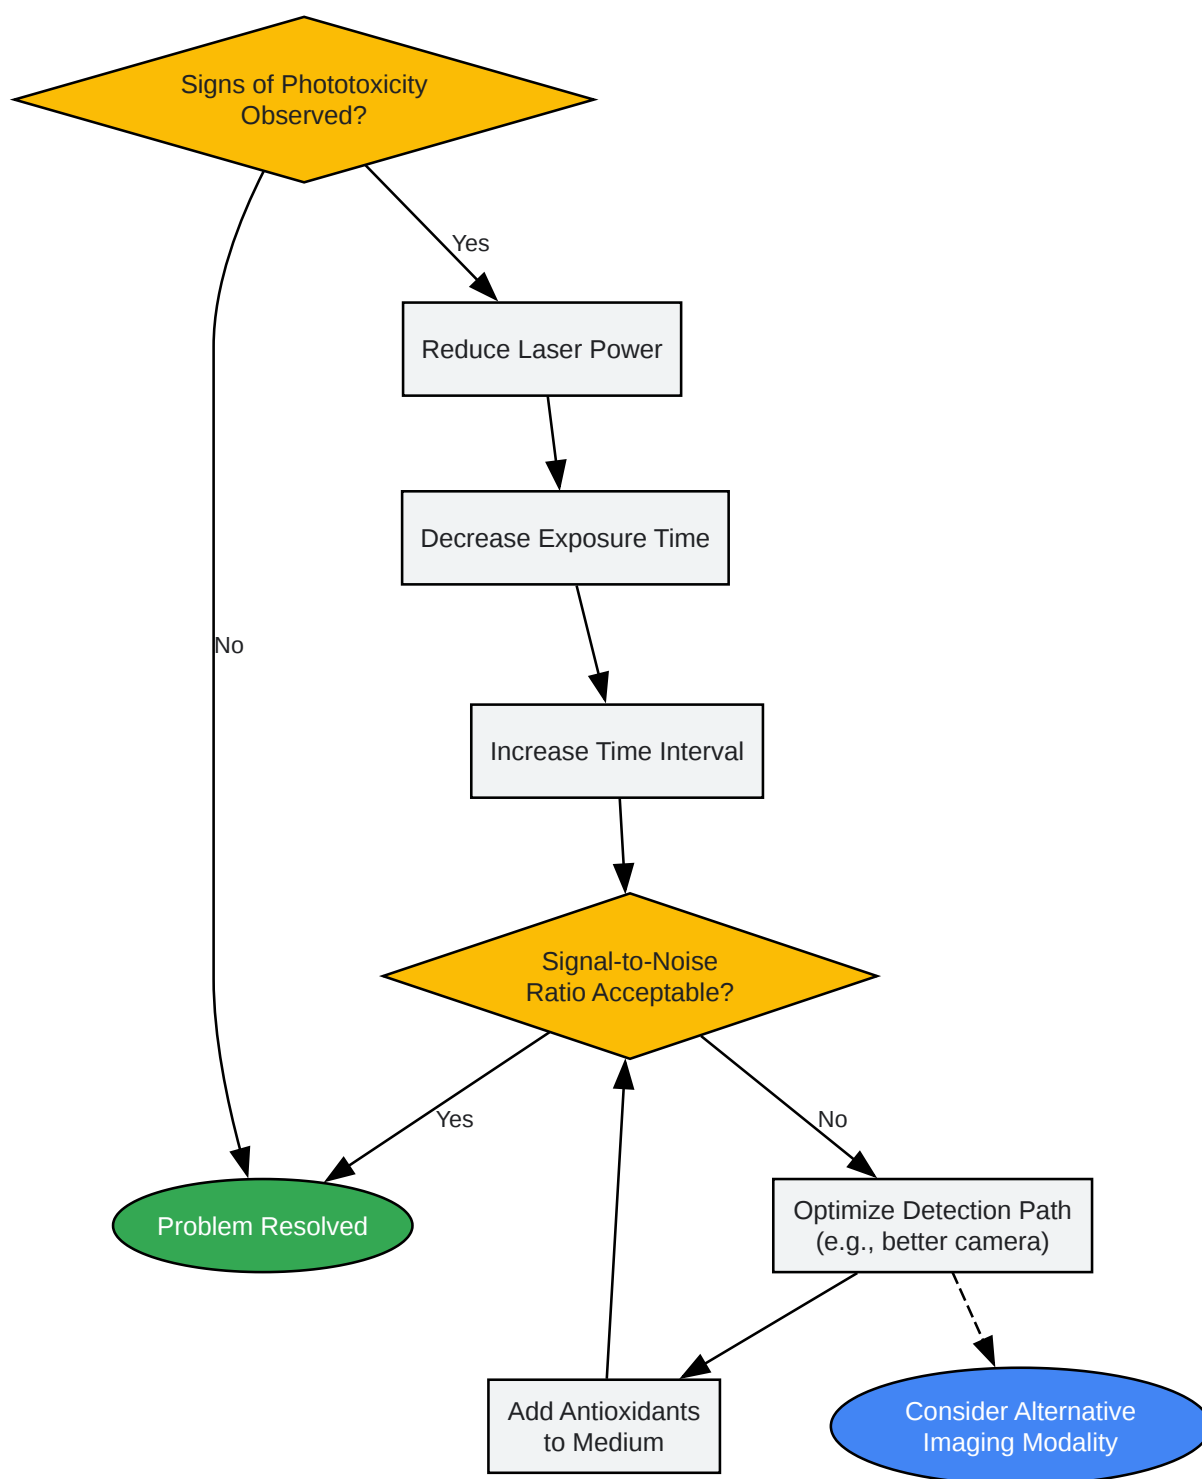 Signs of Phototoxicity
Observed?
Yes
Reduce Laser Power
Decrease Exposure Time
No
Increase Time Interval
Signal-to-Noise
Ratio Acceptable?
Yes
No
Problem Resolved
Optimize Detection Path
(e.g., better camera)
Add Antioxidants
to Medium
Consider Alternative
Imaging Modality